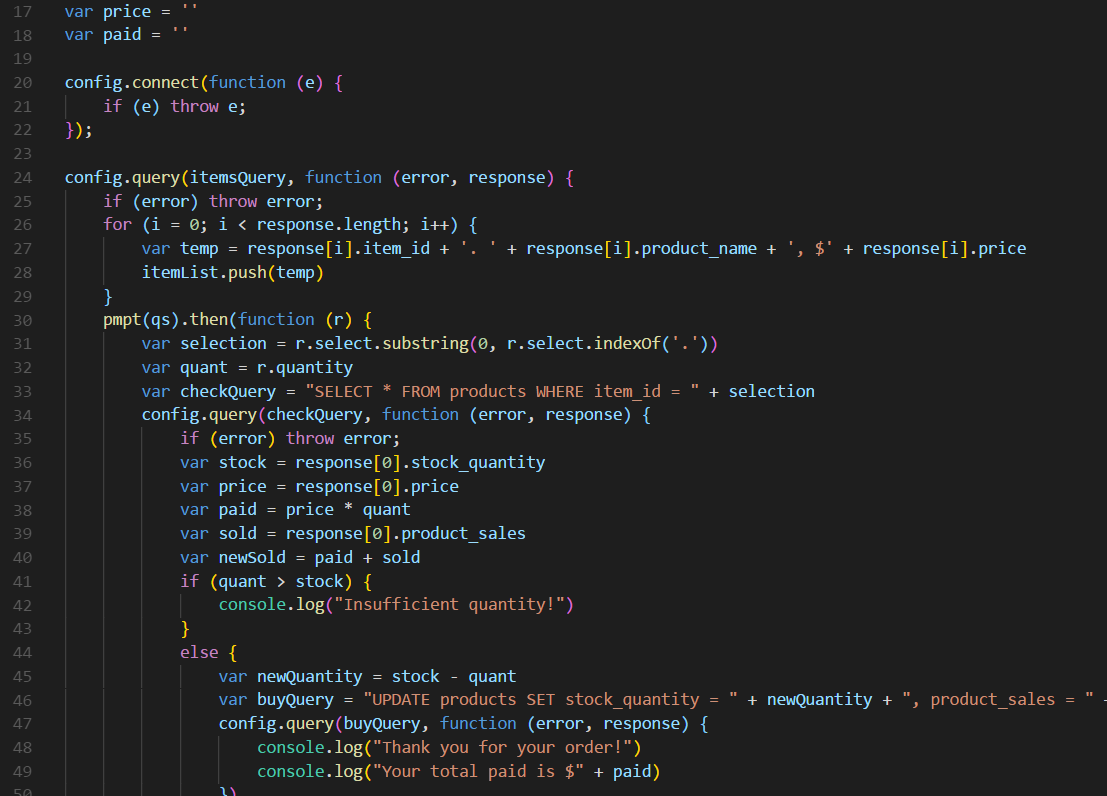 17 var price = ''
18 var paid = ''
19
20 config.connect(function (e) {
21     if (e) throw e;
22 });
23
24 config.query(itemsQuery, function (error, response) {
25     if (error) throw error;
26     for (i = 0; i < response.length; i++) {
27         var temp = response[i].item_id + '. ' + response[i].product_name + ', $' + response[i].price
28         itemList.push(temp)
29     }
30     pmpt(qs).then(function (r) {
31         var selection = r.select.substring(0, r.select.indexOf('.'))
32         var quant = r.quantity
33         var checkQuery = "SELECT * FROM products WHERE item_id = " + selection
34         config.query(checkQuery, function (error, response) {
35             if (error) throw error;
36             var stock = response[0].stock_quantity
37             var price = response[0].price
38             var paid = price * quant
39             var sold = response[0].product_sales
40             var newSold = paid + sold
41             if (quant > stock) {
42                 console.log("Insufficient quantity!")
43             }
44             else {
45                 var newQuantity = stock - quant
46                 var buyQuery = "UPDATE products SET stock_quantity = " + newQuantity + ", product_sales = " +
47                 config.query(buyQuery, function (error, response) {
48                     console.log("Thank you for your order!")
49                     console.log("Your total paid is $" + paid)
50                 })